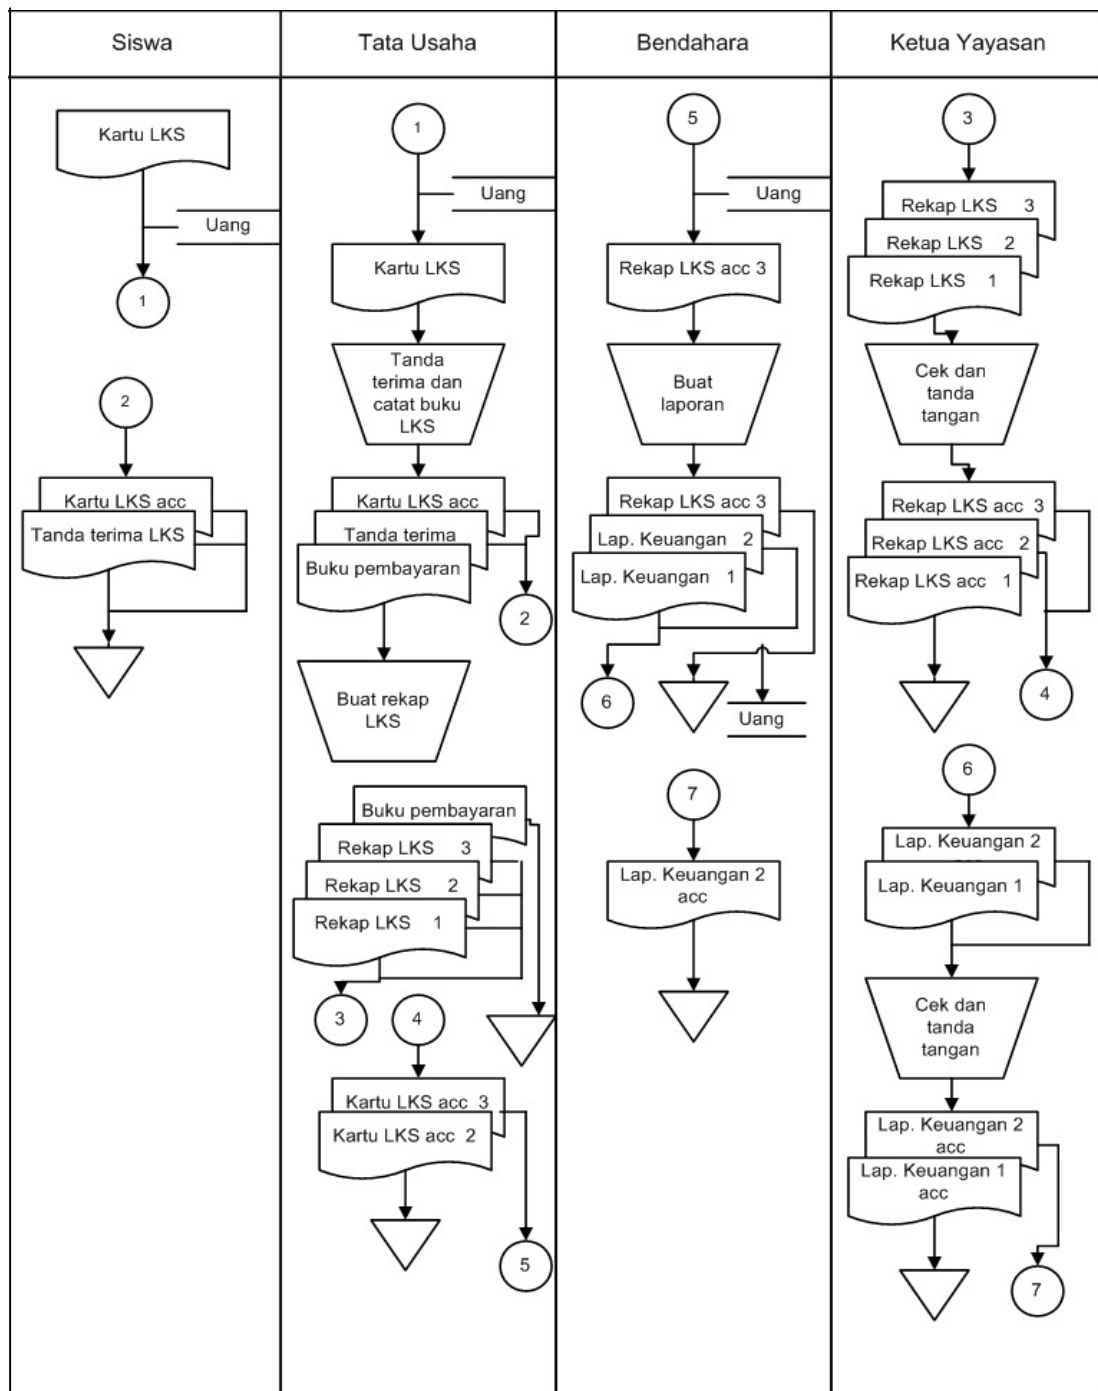 Siswa
Tata Usaha
Bendahara
Ketua Yayasan
Kartu LKS
Uang
1
2
Kartu LKS acc
Tanda terima LKS
1
Uang
Kartu LKS
Tanda
terima dan
catat buku
LKS
Kartu LKS acc
Tanda terima
Buku pembayaran
2
Buat rekap
LKS
Buku pembayaran
Rekap LKS 3
Rekap LKS 2
Rekap LKS 1
3
4
Kartu LKS acc 3
Kartu LKS acc 2
5
5
Uang
Rekap LKS acc 3
Buat
laporan
Rekap LKS acc 3
Lap. Keuangan 2
Lap. Keuangan 1
6
Uang
7
Lap. Keuangan 2
acc
3
Rekap LKS 3
Rekap LKS 2
Rekap LKS 1
Cek dan
tanda
tangan
Rekap LKS acc 3
Rekap LKS acc 2
Rekap LKS acc 1
4
6
Lap. Keuangan 2
Lap. Keuangan 1
Cek dan
tanda
tangan
Lap. Keuangan 2
acc
Lap. Keuangan 1
acc
7